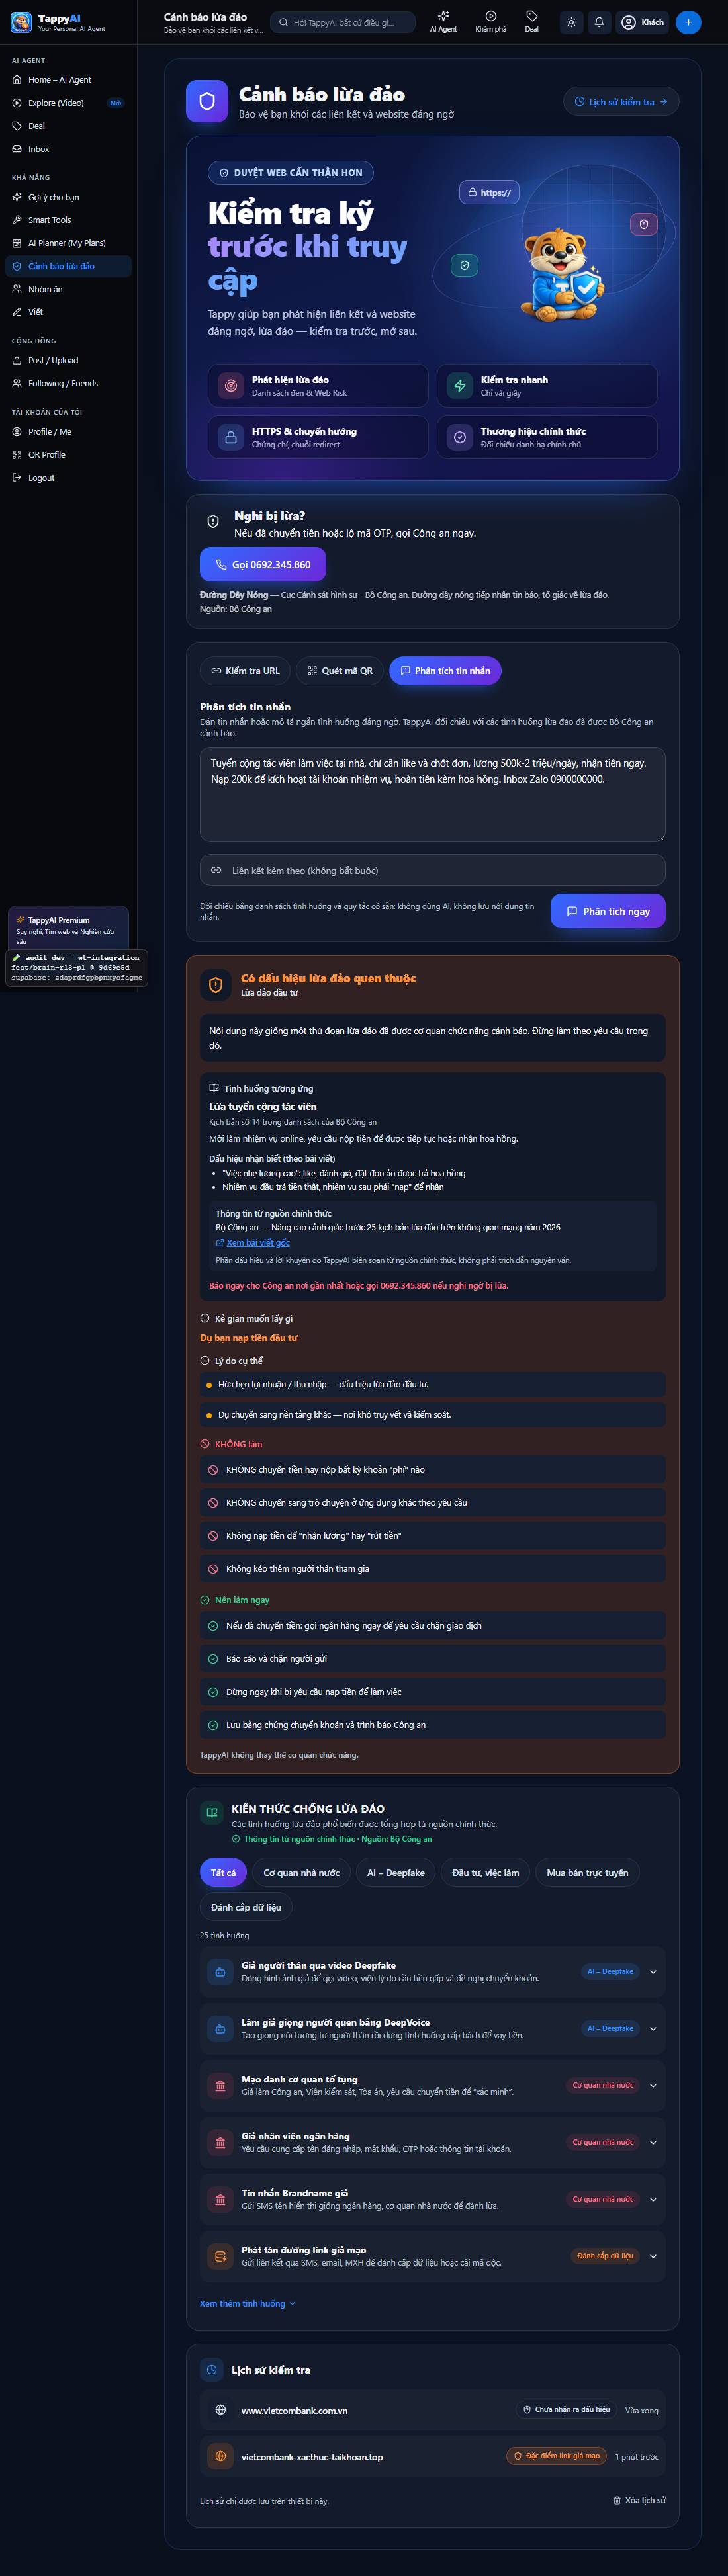 TappyAI
Your Personal AI Agent
Cảnh báo lừa đảo
Bảo vệ bạn khỏi các liên kết v...
Hỏi TappyAI bất cứ điều gì...
AI Agent
Khám phá
Deal
Khách
AI AGENT
Home – AI Agent
Explore (Video)
Mới
Deal
Inbox
KHẢ NĂNG
Gợi ý cho bạn
Smart Tools
AI Planner (My Plans)
Cảnh báo lừa đảo
Nhóm ăn
Viết
CỘNG ĐỒNG
Post / Upload
Following / Friends
TÀI KHOẢN CỦA TÔI
Profile / Me
QR Profile
Logout
TappyAI Premium
Suy nghĩ, Tìm web và Nghiên cứu
sâu
audit dev · wt-integration
feat/brain-r13-p1 @ 9d69e5d
supabase: zdaprdfgpbpnxyofagmc
Cảnh báo lừa đảo
Bảo vệ bạn khỏi các liên kết và website đáng ngờ
Lịch sử kiểm tra
DUYỆT WEB CẨN THẬN HƠN
Kiểm tra kỹ
trước khi truy
cập
Tappy giúp bạn phát hiện liên kết và website
đáng ngờ, lừa đảo — kiểm tra trước, mở sau.
https://
Phát hiện lừa đảo
Danh sách đen & Web Risk
Kiểm tra nhanh
Chỉ vài giây
HTTPS & chuyển hướng
Chứng chỉ, chuỗi redirect
Thương hiệu chính thức
Đối chiếu danh bạ chính chủ
Nghi bị lừa?
Nếu đã chuyển tiền hoặc lộ mã OTP, gọi Công an ngay.
Gọi 0692.345.860
Đường Dây Nóng — Cục Cảnh sát hình sự - Bộ Công an. Đường dây nóng tiếp nhận tin báo, tố giác về lừa đảo.
Nguồn: Bộ Công an
Kiểm tra URL
Quét mã QR
Phân tích tin nhắn
Phân tích tin nhắn
Dán tin nhắn hoặc mô tả ngắn tình huống đáng ngờ. TappyAI đối chiếu với các tình huống lừa đảo đã được Bộ Công an
cảnh báo.
Tuyển cộng tác viên làm việc tại nhà, chỉ cần like và chốt đơn, lương 500k-2 triệu/ngày, nhận tiền ngay.
Nạp 200k để kích hoạt tài khoản nhiệm vụ, hoàn tiền kèm hoa hồng. Inbox Zalo 0900000000.
Liên kết kèm theo (không bắt buộc)
Đối chiếu bằng danh sách tình huống và quy tắc có sẵn: không dùng AI, không lưu nội dung tin
nhắn.
Phân tích ngay
Có dấu hiệu lừa đảo quen thuộc
Lừa đảo đầu tư
Nội dung này giống một thủ đoạn lừa đảo đã được cơ quan chức năng cảnh báo. Đừng làm theo yêu cầu trong
đó.
Tình huống tương ứng
Lừa tuyển cộng tác viên
Kịch bản số 14 trong danh sách của Bộ Công an
Mời làm nhiệm vụ online, yêu cầu nộp tiền để được tiếp tục hoặc nhận hoa hồng.
Dấu hiệu nhận biết (theo bài viết)
• "Việc nhẹ lương cao": like, đánh giá, đặt đơn ảo được trả hoa hồng
• Nhiệm vụ đầu trả tiền thật, nhiệm vụ sau phải "nạp" để nhận
Thông tin từ nguồn chính thức
Bộ Công an — Nâng cao cảnh giác trước 25 kịch bản lừa đảo trên không gian mạng năm 2026
Xem bài viết gốc
Phần dấu hiệu và lời khuyên do TappyAI biên soạn từ nguồn chính thức, không phải trích dẫn nguyên văn.
Báo ngay cho Công an nơi gần nhất hoặc gọi 0692.345.860 nếu nghi ngờ bị lừa.
Kẻ gian muốn lấy gì
Dụ bạn nạp tiền đầu tư
Lý do cụ thể
Hứa hẹn lợi nhuận / thu nhập — dấu hiệu lừa đảo đầu tư.
Dụ chuyển sang nền tảng khác — nơi khó truy vết và kiểm soát.
KHÔNG làm
KHÔNG chuyển tiền hay nộp bất kỳ khoản "phí" nào
KHÔNG chuyển sang trò chuyện ở ứng dụng khác theo yêu cầu
Không nạp tiền để "nhận lương" hay "rút tiền"
Không kéo thêm người thân tham gia
Nên làm ngay
Nếu đã chuyển tiền: gọi ngân hàng ngay để yêu cầu chặn giao dịch
Báo cáo và chặn người gửi
Dừng ngay khi bị yêu cầu nạp tiền để làm việc
Lưu bằng chứng chuyển khoản và trình báo Công an
TappyAI không thay thế cơ quan chức năng.
KIẾN THỨC CHỐNG LỪA ĐẢO
Các tình huống lừa đảo phổ biến được tổng hợp từ nguồn chính thức.
Thông tin từ nguồn chính thức · Nguồn: Bộ Công an
Tất cả
Cơ quan nhà nước
AI – Deepfake
Đầu tư, việc làm
Mua bán trực tuyến
Đánh cắp dữ liệu
25 tình huống
Giả người thân qua video Deepfake
Dùng hình ảnh giả để gọi video, viện lý do cần tiền gấp và đề nghị chuyển khoản.
AI – Deepfake
Làm giả giọng người quen bằng DeepVoice
Tạo giọng nói tương tự người thân rồi dựng tình huống cấp bách để vay tiền.
AI – Deepfake
Mạo danh cơ quan tố tụng
Giả làm Công an, Viện kiểm sát, Tòa án, yêu cầu chuyển tiền để "xác minh".
Cơ quan nhà nước
Giả nhân viên ngân hàng
Yêu cầu cung cấp tên đăng nhập, mật khẩu, OTP hoặc thông tin tài khoản.
Cơ quan nhà nước
Tin nhắn Brandname giả
Gửi SMS tên hiển thị giống ngân hàng, cơ quan nhà nước để đánh lừa.
Cơ quan nhà nước
Phát tán đường link giả mạo
Gửi liên kết qua SMS, email, MXH để đánh cắp dữ liệu hoặc cài mã độc.
Đánh cắp dữ liệu
Xem thêm tình huống
Lịch sử kiểm tra
www.vietcombank.com.vn
Chưa nhận ra dấu hiệu
Vừa xong
vietcombank-xacthuc-taikhoan.top
Đặc điểm link giả mạo
1 phút trước
Lịch sử chỉ được lưu trên thiết bị này.
Xóa lịch sử